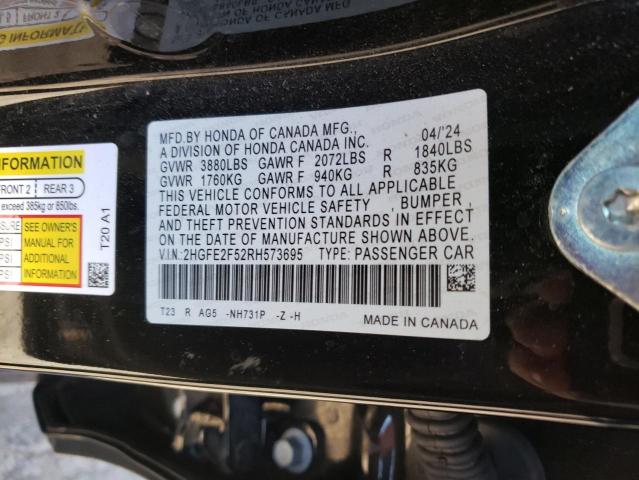 MFD.BY HONDA OF CANADA MFG., 04/'24
A DIVISION OF HONDA CANADA INC.
GVWR 3880LBS GAWR F 2072LBS R 1840LBS
GVWR 1760KG GAWR F 940KG R 835KG
THIS VEHICLE CONFORMS TO ALL APPLICABLE
FEDERAL MOTOR VEHICLE SAFETY , BUMPER ,
AND THEFT PREVENTION STANDARDS IN EFFECT
ON THE DATE OF MANUFACTURE SHOWN ABOVE.
V.I.N: 2HGFE2F52RH573695 TYPE: PASSENGER CAR
T23 R AG5 -NH731P -Z -H
MADE IN CANADA
INFORMATION
FRONT 2 REAR 3
exceed 385kg or 850lbs.
SEE OWNER'S
MANUAL FOR
ADDITIONAL
INFORMATION
PSI
PSI
T20 A1